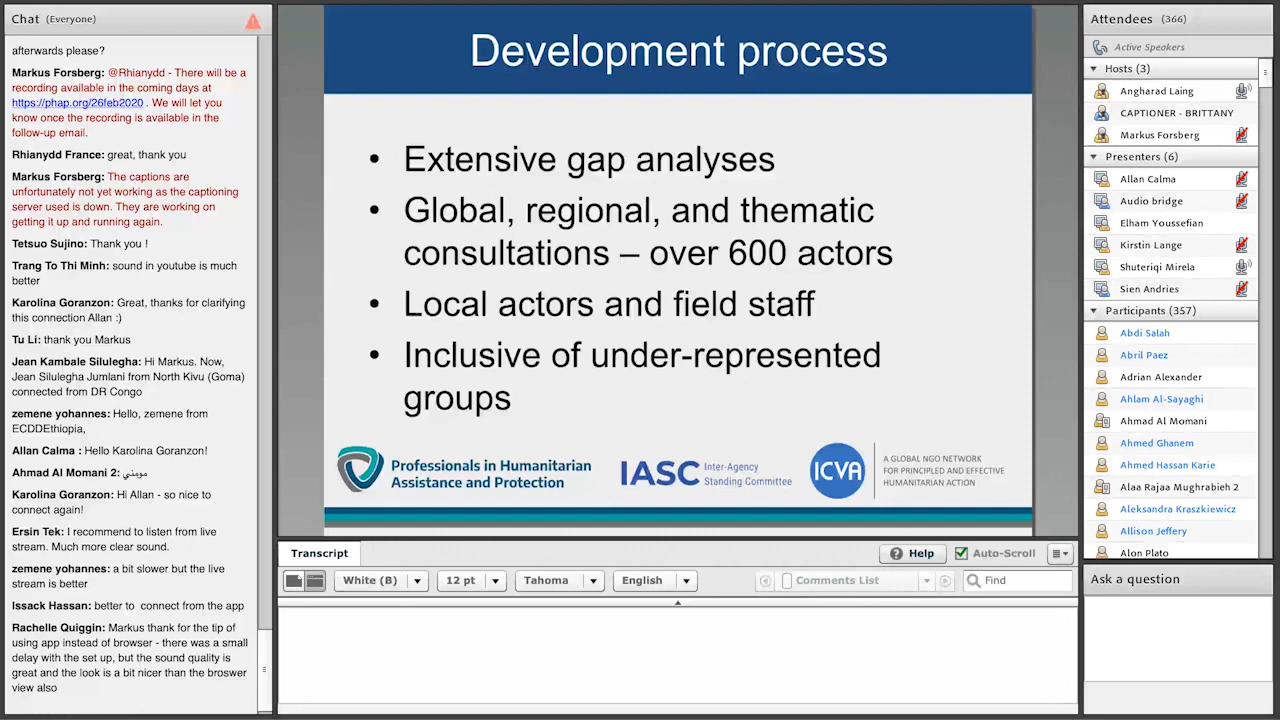 Chat (Everyone)
afterwards please?
Markus Forsberg: @Rhianydd - There will be a
recording available in the coming days at
https://phap.org/26feb2020 . We will let you
know once the recording is available in the
follow-up email.
Rhianydd France: great, thank you
Markus Forsberg: The captions are
unfortunately not yet working as the captioning
server used is down. They are working on
getting it up and running again.
Tetsuo Sujino: Thank you !
Trang To Thi Minh: sound in youtube is much
better
Karolina Goranzon: Great, thanks for clarifying
this connection Allan :)
Tu Li: thank you Markus
Jean Kambale Silulegha: Hi Markus. Now,
Jean Silulegha Jumlani from North Kivu (Goma)
connected from DR Congo
zemene yohannes: Hello, zemene from
ECDDEthiopia,
Allan Calma : Hello Karolina Goranzon!
Ahmad Al Momani 2: مومني
Karolina Goranzon: Hi Allan - so nice to
connect again!
Ersin Tek: I recommend to listen from live
stream. Much more clear sound.
zemene yohannes: a bit slower but the live
stream is better
Issack Hassan: better to connect from the app
Rachelle Quiggin: Markus thank for the tip of
using app instead of browser - there was a small
delay with the set up, but the sound quality is
great and the look is a bit nicer than the broswer
view also
Development process
• Extensive gap analyses
• Global, regional, and thematic
consultations – over 600 actors
• Local actors and field staff
• Inclusive of under-represented
groups
Professionals in Humanitarian
Assistance and Protection
IASC Inter-Agency
Standing Committee
ICVA
A GLOBAL NGO NETWORK
FOR PRINCIPLED AND EFFECTIVE
HUMANITARIAN ACTION
Transcript
Help
Auto-Scroll
White (B)
12 pt
Tahoma
English
Comments List
Find
Attendees (366)
Active Speakers
Hosts (3)
Angharad Laing
CAPTIONER - BRITTANY
Markus Forsberg
Presenters (6)
Allan Calma
Audio bridge
Elham Youssefian
Kirstin Lange
Shuteriqi Mirela
Sien Andries
Participants (357)
Abdi Salah
Abril Paez
Adrian Alexander
Ahlam Al-Sayaghi
Ahmad Al Momani
Ahmed Ghanem
Ahmed Hassan Karie
Alaa Rajaa Mughrabieh 2
Aleksandra Kraszkiewicz
Allison Jeffery
Alon Plato
Ask a question